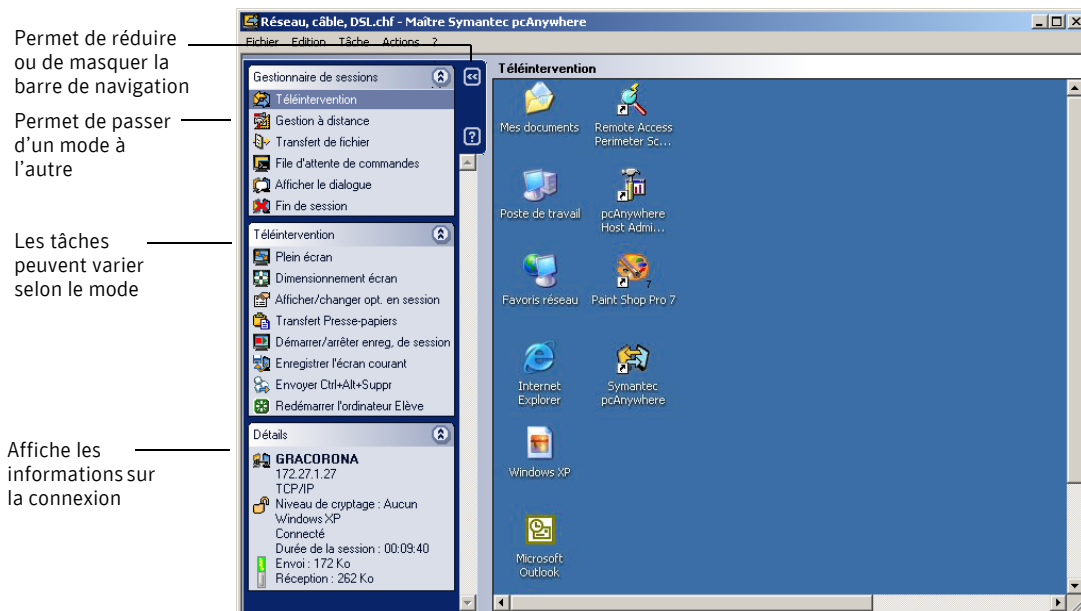 Réseau, câble, DSL.chf - Maître Symantec pcAnywhere
Fichier Edition Tâche Actions ?
Permet de réduire
ou de masquer la
barre de navigation
Permet de passer
d'un mode à
l'autre
Les tâches
peuvent varier
selon le mode
Affiche les
informations sur
la connexion
Gestionnaire de sessions
Téléintervention
Gestion à distance
Transfert de fichier
File d'attente de commandes
Afficher le dialogue
Fin de session
Téléintervention
Plein écran
Dimensionnement écran
Afficher/changer opt. en session
Transfert Presse-papiers
Démarrer/arrêter enreg, de session
Enregistrer l'écran courant
Envoyer Ctrl+Alt+Suppr
Redémarrer l'ordinateur Elève
Détails
GRACORONA
172.27.1.27
TCP/IP
Niveau de cryptage : Aucun
Windows XP
Connecté
Durée de la session : 00:09:40
Envoi : 172 Ko
Réception : 262 Ko
?
Téléintervention
Mes documents
Remote Access
Perimeter Sc...
Poste de travail
pcAnywhere
Host Admi...
Favoris réseau
7
Paint Shop Pro 7
Internet
Explorer
Symantec
pcAnywhere
Windows XP
Microsoft
Outlook